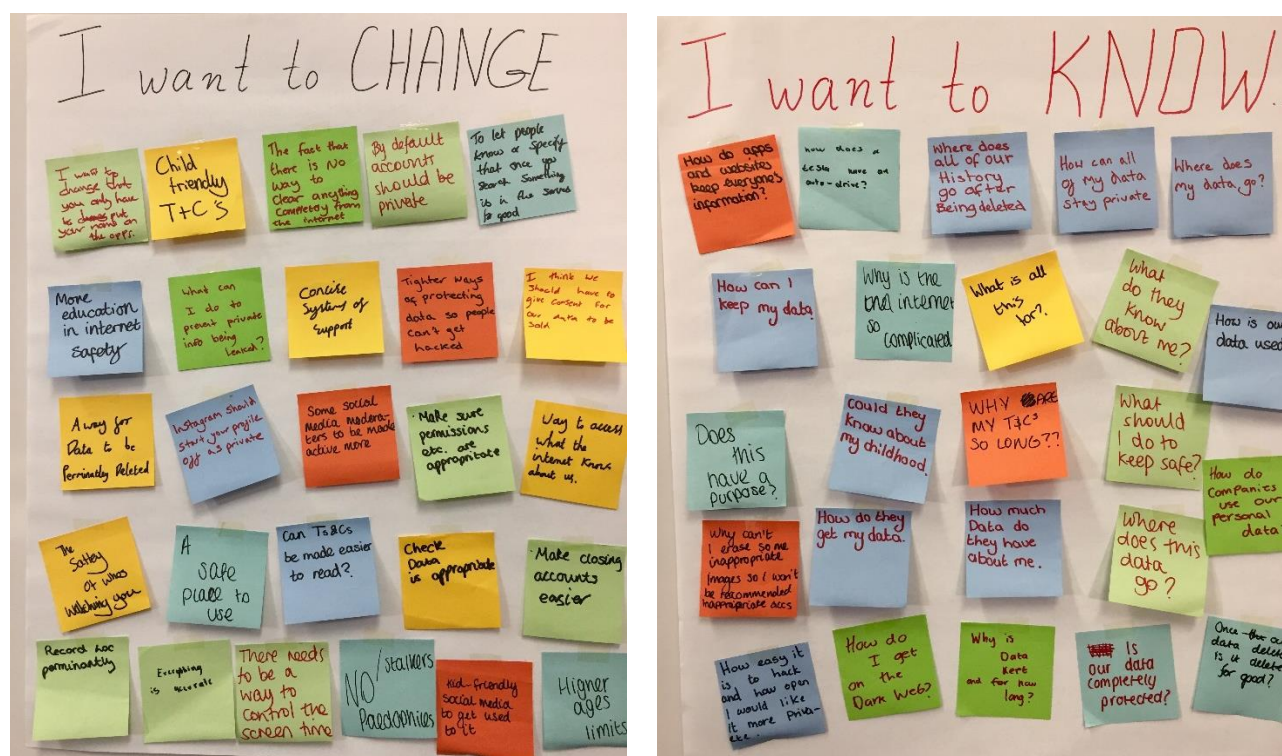 I want to CHANGE
I want to
change that
you only have
to put
your name on
the apps.
Child
friendly
T+C's
The fact that
there is NO
way to
clear anything
completely from
the internet
By default
accounts
should be
private
To let people
know or specify
that once you
search something
it is
for good
More
education
in internet
safety
What can
I do to
prevent private
info being
leaked?
Concise
Systems of
Support
Tighter ways
of protecting
data so people
can't get
hacked
I think we
should have to
give consent for
our data to be
sold
A way for
Data to be
Perminatly Deleted
Instagram should
start your profile
off as private
Some social
media modera-
ters to be made
active more
Make sure
permissions
etc. are
appropriate
Way to access
what the
internet knows
about us.
The
Saftey
of who
watching you
A
safe
place to
use
Can Ts&Cs
be made easier
to read?
Check
Data
is appropriate
Make closing
accounts
easier
Record
perminantly
Everything
is accurate
There needs
to be a
way to
control the
screen time
NO/stalkers
Paedophiles
Kid-friendly
social media
to get used
to it
Higher
ages
limits
I want to KNOW.
How do apps
and websites
keep everyone's
information?
how does a
tesla have an
auto-drive?
Where does
all of our
History
go after
Being deleted
How can all
of my data
stay private
Where does
my data go?
How can I
keep my data.
Why is the
internet
so
complicated
What is all
this
for?.
What
do they
know
about me?
How is our
data used
Does
this
have a
purpose?
Could they
know about
my childhood.
WHY ARE
MY T&C's
SO LONG??
What
should
I do to
keep safe?
How do
companies
use our
personal
data
Why can't
I erase some
inappropriate
Images so I won't
be recommended
inappropriate accs
How do they
get my data.
How much
Data do
they have
about me.
Where
does this
data
go?
How easy it
is to hack
and how open
I would like
it more priva-
etc.
How do
I get
on the
Dark Web?
Why is
Data
Kept
and for how
long?
Is
our data
completely
protected?
Once
data delete
Is it delete
for good?